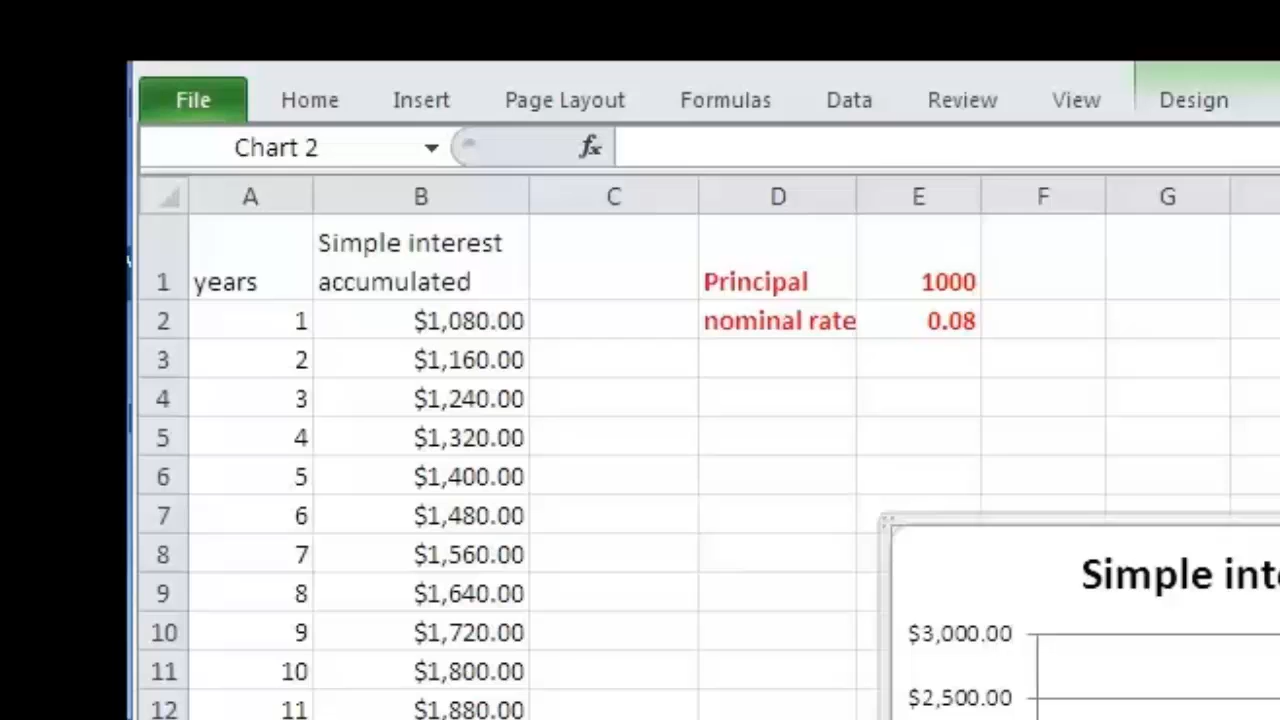 File Home Insert Page Layout Formulas Data Review View Design
Chart 2 fx
A B C D E F G
Simple interest
1 years accumulated Principal 1000
2 1 $1,080.00 nominal rate 0.08
3 2 $1,160.00
4 3 $1,240.00
5 4 $1,320.00
6 5 $1,400.00
7 6 $1,480.00
8 7 $1,560.00
Simple inte
9 8 $1,640.00
10 9 $1,720.00 $3,000.00
11 10 $1,800.00
12 11 $1,880.00 $2,500.00